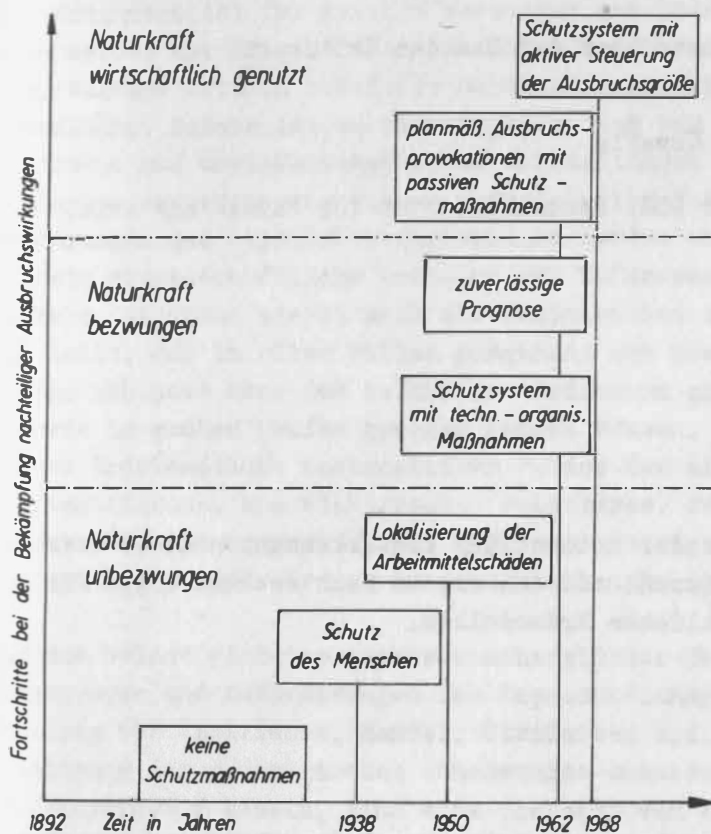 Fortschritte bei der Bekämpfung nachteiliger Ausbruchswirkungen
Naturkraft
wirtschaftlich genutzt
Schutzsystem mit
aktiver Steuerung
der Ausbruchsgröße
planmäß. Ausbruchs-
provokationen mit
passiven Schutz-
maßnahmen
Naturkraft
bezwungen
zuverlässige
Prognose
Schutzsystem
mit techn.-organis.
Maßnahmen
Naturkraft
unbezwungen
Lokalisierung der
Arbeitmittelschäden
Schutz
des Menschen
keine
Schutzmaßnahmen
1892 Zeit in Jahren 1938 1950 1962 1968